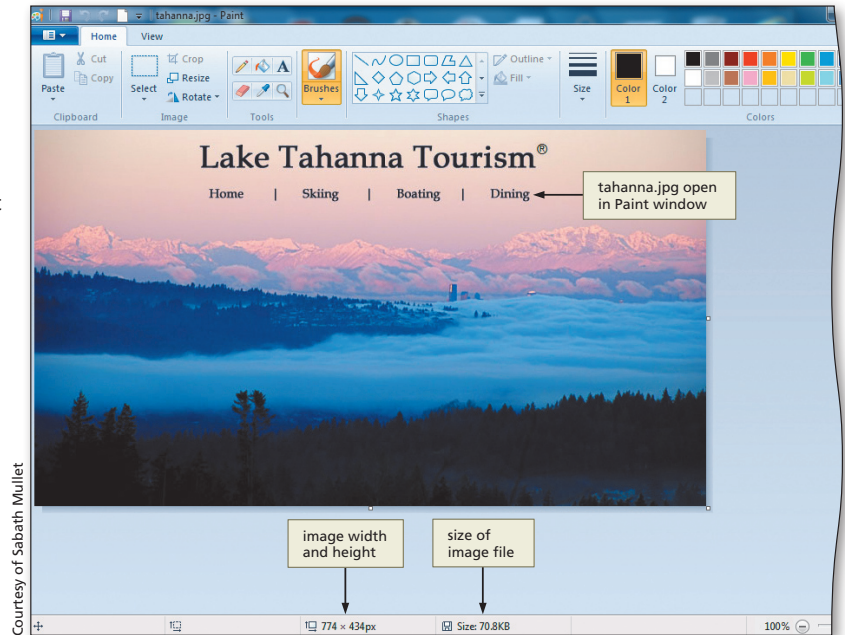 tahanna.jpg - Paint
Home View
Cut
Copy
Paste
Clipboard
Select
Crop
Resize
Rotate
Image
A
Tools
Brushes
Outline
Fill
Shapes
Size
Color 1
Color 2
Colors
Lake Tahanna Tourism®
Home | Skiing | Boating | Dining
tahanna.jpg open
in Paint window
image width
and height
size of
image file
774 × 434px
Size: 70.8KB
100%
Courtesy of Sabath Mullet